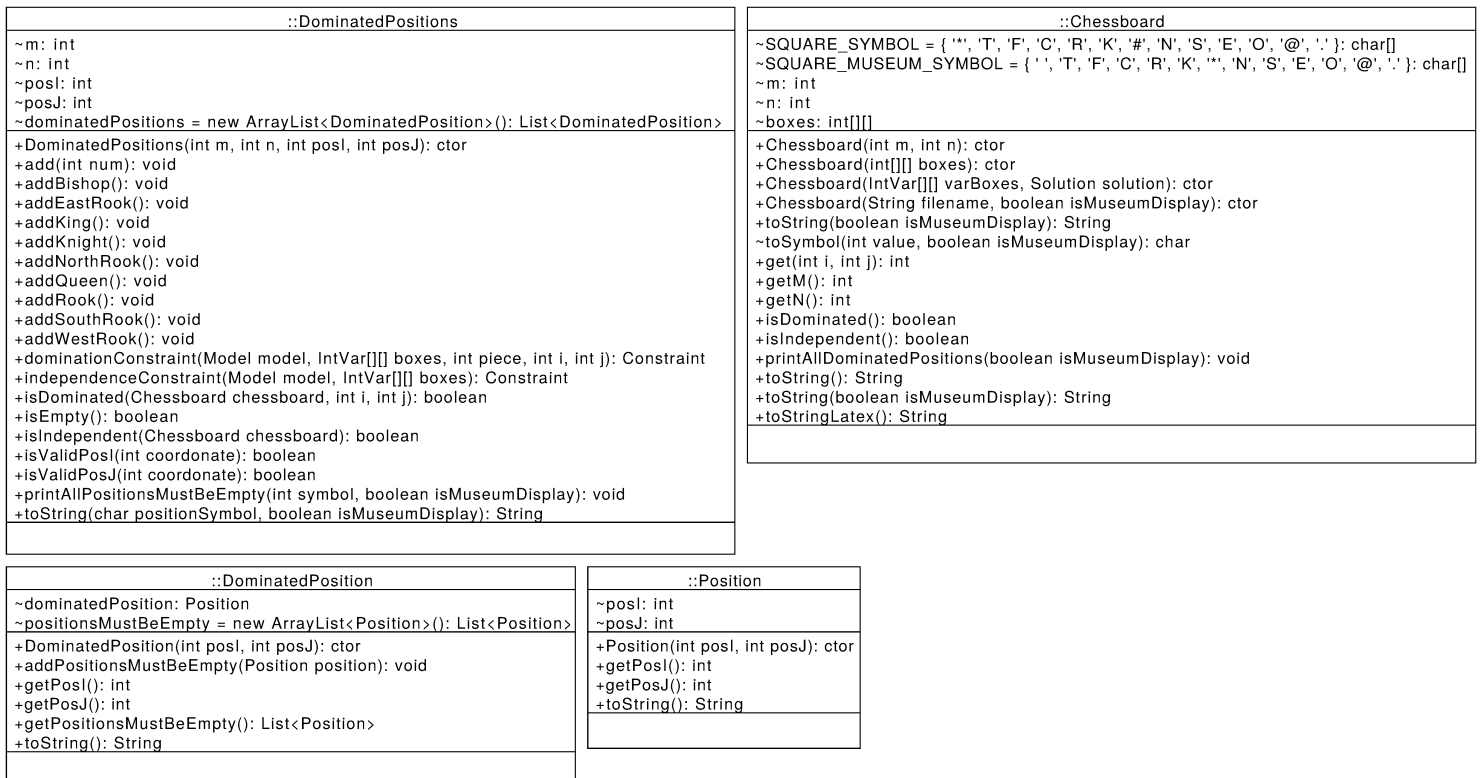 ::DominatedPositions
~m: int
~n: int
~posI: int
~posJ: int
~dominatedPositions = new ArrayList<DominatedPosition>(): List<DominatedPosition>
+DominatedPositions(int m, int n, int posI, int posJ): ctor
+add(int num): void
+addBishop(): void
+addEastRook(): void
+addKing(): void
+addKnight(): void
+addNorthRook(): void
+addQueen(): void
+addRook(): void
+addSouthRook(): void
+addWestRook(): void
+dominationConstraint(Model model, IntVar[][] boxes, int piece, int i, int j): Constraint
+independenceConstraint(Model model, IntVar[][] boxes): Constraint
+isDominated(Chessboard chessboard, int i, int j): boolean
+isEmpty(): boolean
+isIndependent(Chessboard chessboard): boolean
+isValidPosI(int coordonate): boolean
+isValidPosJ(int coordonate): boolean
+printAllPositionsMustBeEmpty(int symbol, boolean isMuseumDisplay): void
+toString(char positionSymbol, boolean isMuseumDisplay): String
::Chessboard
~SQUARE_SYMBOL = { '*', 'T', 'F', 'C', 'R', 'K', '#', 'N', 'S', 'E', 'O', '@', '.' }: char[]
~SQUARE_MUSEUM_SYMBOL = { ' ', 'T', 'F', 'C', 'R', 'K', '*', 'N', 'S', 'E', 'O', '@', '.' }: char[]
~m: int
~n: int
~boxes: int[][]
+Chessboard(int m, int n): ctor
+Chessboard(int[][] boxes): ctor
+Chessboard(IntVar[][] varBoxes, Solution solution): ctor
+Chessboard(String filename, boolean isMuseumDisplay): ctor
+toString(boolean isMuseumDisplay): String
~toSymbol(int value, boolean isMuseumDisplay): char
+get(int i, int j): int
+getM(): int
+getN(): int
+isDominated(): boolean
+isIndependent(): boolean
+printAllDominatedPositions(boolean isMuseumDisplay): void
+toString(): String
+toString(boolean isMuseumDisplay): String
+toStringLatex(): String
::DominatedPosition
~dominatedPosition: Position
~positionsMustBeEmpty = new ArrayList<Position>(): List<Position>
+DominatedPosition(int posI, int posJ): ctor
+addPositionsMustBeEmpty(Position position): void
+getPosI(): int
+getPosJ(): int
+getPositionsMustBeEmpty(): List<Position>
+toString(): String
::Position
~posI: int
~posJ: int
+Position(int posI, int posJ): ctor
+getPosI(): int
+getPosJ(): int
+toString(): String